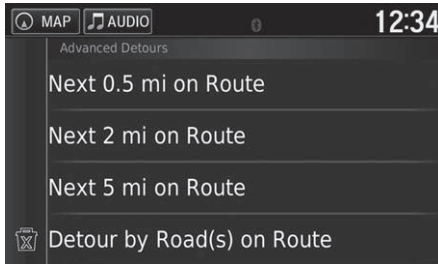 MAP AUDIO 12:34
Advanced Detours
Next 0.5 mi on Route
Next 2 mi on Route
Next 5 mi on Route
Detour by Road(s) on Route